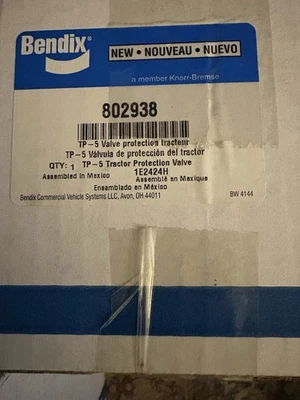 Bendix
NEW • NOUVEAU • NUEVO
a member Knorr-Bremse
802938
TP-5 Valve protection tracteur
TP-5 Válvula de protección del tractor
QTY: 1 TP-5 Tractor Protection Valve
Assembled in Mexico 1E2424H Assemblé en Mexique
Ensamblado en México
Bendix Commercial Vehicle Systems LLC, Avon, OH 44011 BW 4144